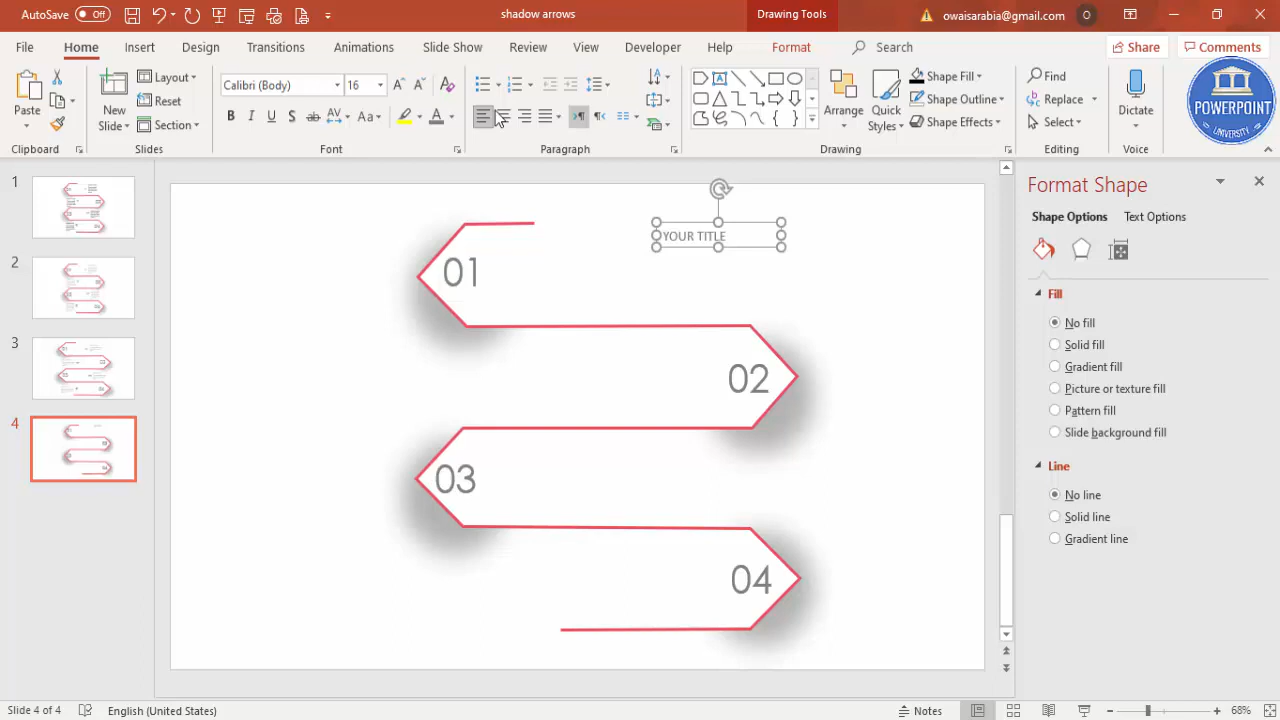 AutoSave Off
shadow arrows
Drawing Tools
owaisarabia@gmail.com
O
File Home Insert Design Transitions Animations Slide Show Review View Developer Help Format Search Share Comments
Paste
New Slide
Layout
Reset
Section
Calibri (Body) 16
Arrange
Quick Styles
Shape Fill
Shape Outline
Shape Effects
Find
Replace
Select
Dictate
POWERPOINT
UNIVERSITY
Clipboard Slides Font Paragraph Drawing Editing Voice
1
2
3
4
YOUR TITLE
01
02
03
04
Format Shape
Shape Options Text Options
Fill
No fill
Solid fill
Gradient fill
Picture or texture fill
Pattern fill
Slide background fill
Line
No line
Solid line
Gradient line
Slide 4 of 4 English (United States) Notes 68%